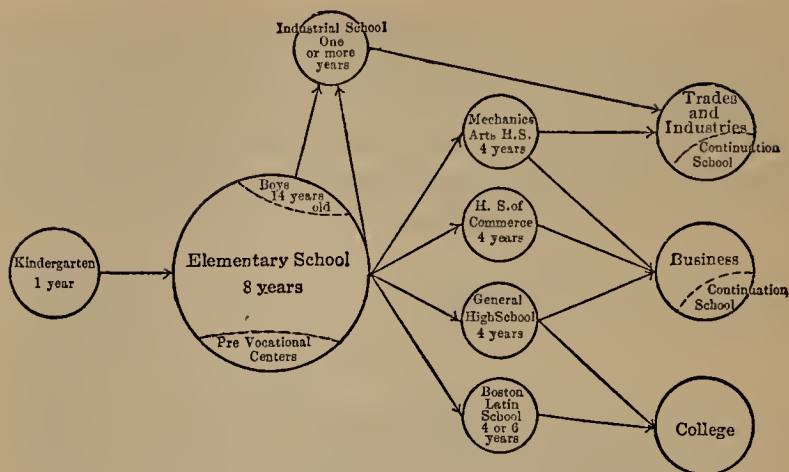 Industrial School
One
or more
years
Trades
and
Industries
Continuation
School
Mechanics
Arts H.S.
4 years
Boys
14 years
old
H. S. of
Commerce
4 years
Kindergarten
1 year
Elementary School
8 years
Business
Continuation
School
General
High School
4 years
Pre Vocational
Centers
Boston
Latin
School
4 or 6
years
College